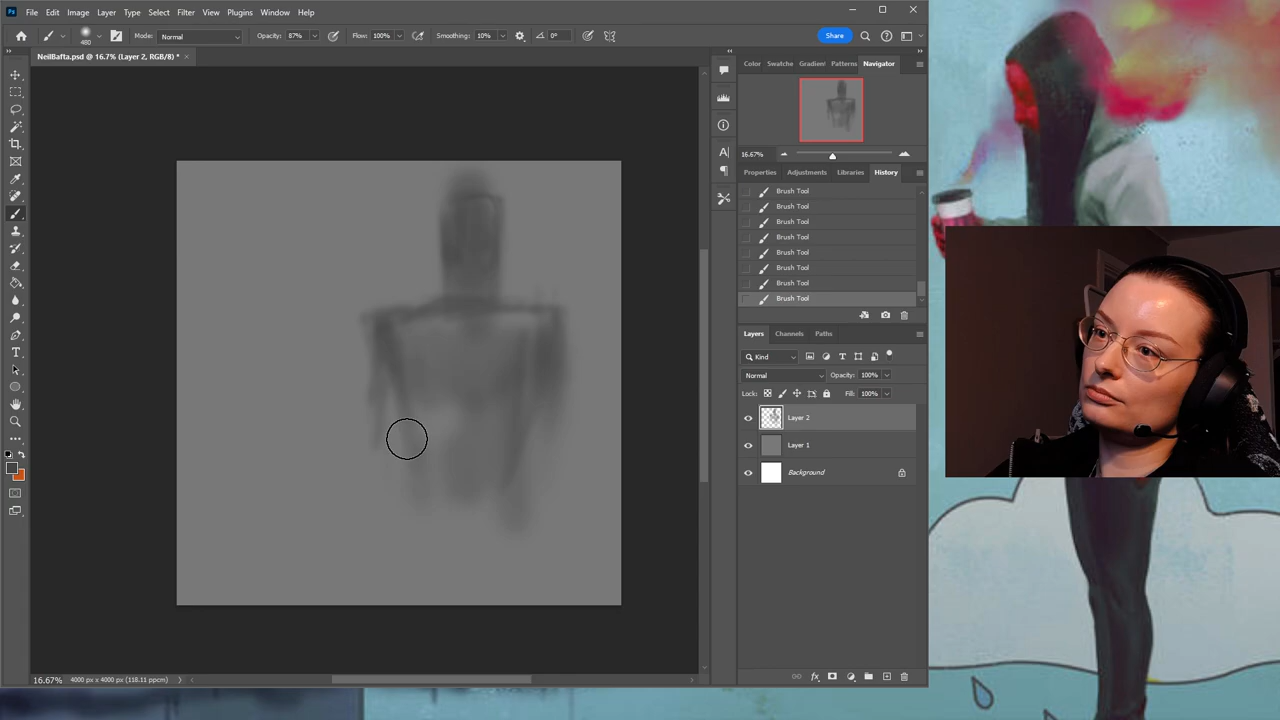 Ps File Edit Image Layer Type Select Filter View Plugins Window Help
480 Mode: Normal Opacity: 87% Flow: 100% Smoothing: 10% 0° Share
NeilBafta.psd @ 16.7% (Layer 2, RGB/8) * ×
Color Swatche Gradien Patterns Navigator
16.67%
Properties Adjustments Libraries History
Brush Tool
Brush Tool
Brush Tool
Brush Tool
Brush Tool
Brush Tool
Brush Tool
Brush Tool
Layers Channels Paths
Kind
Normal Opacity: 100%
Lock: Fill: 100%
Layer 2
Layer 1
Background
16.67% 4000 px x 4000 px (118.11 ppcm)